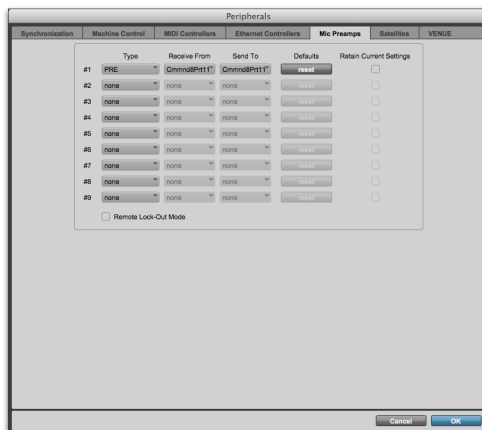 Peripherals
Synchronization Machine Control MIDI Controllers Ethernet Controllers Mic Preamps Satellites VENUE
Type Receive From Send To Defaults Retain Current Settings
#1 PRE Cmmnd8Prt11 Cmmnd8Prt11 reset
#2 none none none reset
#3 none none none reset
#4 none none none reset
#5 none none none reset
#6 none none none reset
#7 none none none reset
#8 none none none reset
#9 none none none reset
Remote Lock-Out Mode
Cancel OK